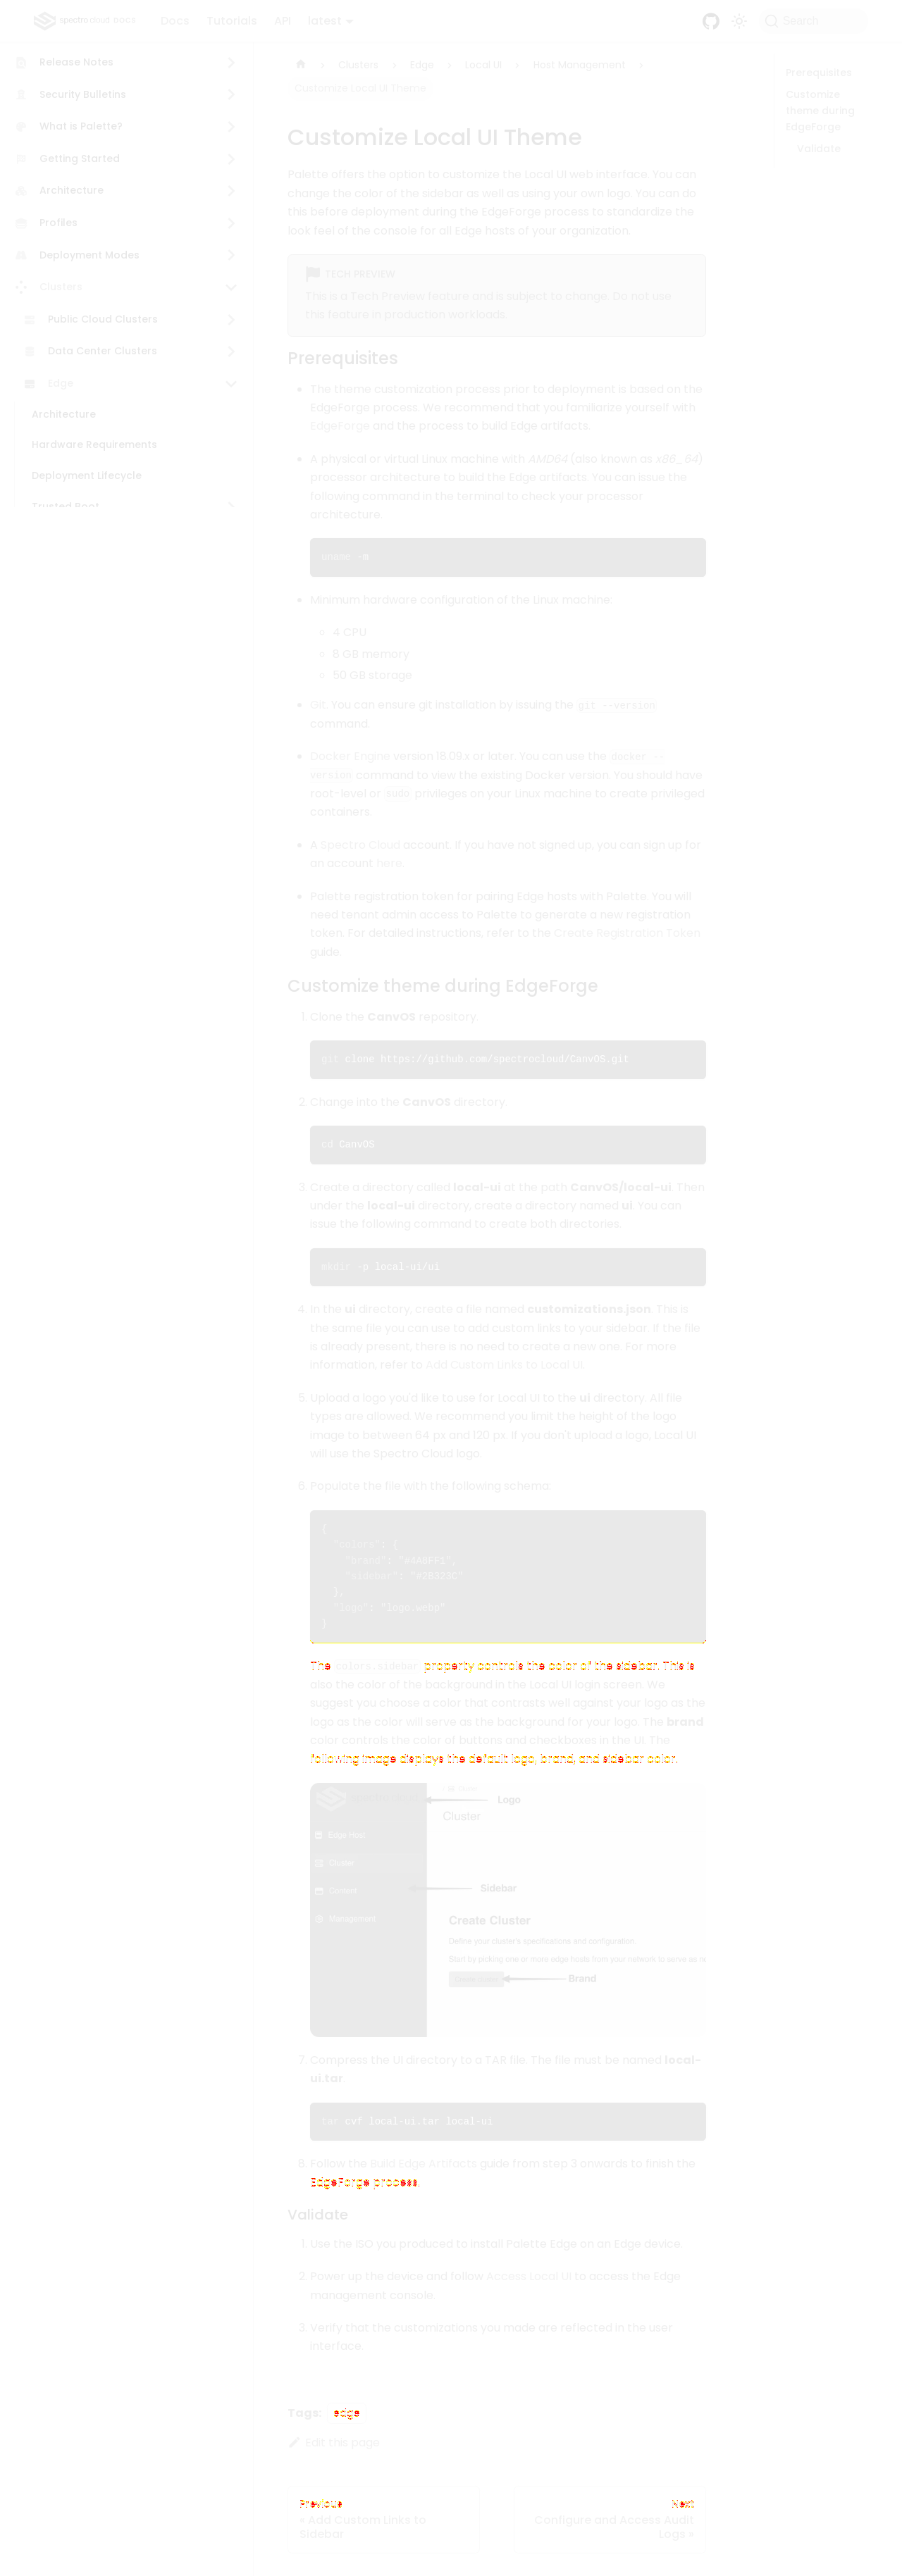 spectrocloud DOCS
Docs Tutorials API latest
Search
Release Notes
Security Bulletins
What is Palette?
Getting Started
Architecture
Profiles
Deployment Modes
Clusters
Public Cloud Clusters
Data Center Clusters
Edge
Architecture
Hardware Requirements
Deployment Lifecycle
Trusted Boot
Clusters Edge Local UI Host Management
Customize Local UI Theme
Customize Local UI Theme
Palette offers the option to customize the Local UI web interface. You can
change the color of the sidebar as well as using your own logo. You can do
this before deployment during the EdgeForge process to standardize the
look feel of the console for all Edge hosts of your organization.
TECH PREVIEW
This is a Tech Preview feature and is subject to change. Do not use
this feature in production workloads.
Prerequisites
The theme customization process prior to deployment is based on the
EdgeForge process. We recommend that you familiarize yourself with
EdgeForge and the process to build Edge artifacts.
A physical or virtual Linux machine with AMD64 (also known as x86_64)
processor architecture to build the Edge artifacts. You can issue the
following command in the terminal to check your processor
architecture.
uname -m
Minimum hardware configuration of the Linux machine:
4 CPU
8 GB memory
50 GB storage
Git. You can ensure git installation by issuing the git --version
command.
Docker Engine version 18.09.x or later. You can use the docker --
version command to view the existing Docker version. You should have
root-level or sudo privileges on your Linux machine to create privileged
containers.
A Spectro Cloud account. If you have not signed up, you can sign up for
an account here.
Palette registration token for pairing Edge hosts with Palette. You will
need tenant admin access to Palette to generate a new registration
token. For detailed instructions, refer to the Create Registration Token
guide.
Customize theme during EdgeForge
1. Clone the CanvOS repository.
git clone https://github.com/spectrocloud/CanvOS.git
2. Change into the CanvOS directory.
cd CanvOS
3. Create a directory called local-ui at the path CanvOS/local-ui. Then
under the local-ui directory, create a directory named ui. You can
issue the following command to create both directories.
mkdir -p local-ui/ui
4. In the ui directory, create a file named customizations.json. This is
the same file you can use to add custom links to your sidebar. If the file
is already present, there is no need to create a new one. For more
information, refer to Add Custom Links to Local UI.
5. Upload a logo you'd like to use for Local UI to the ui directory. All file
types are allowed. We recommend you limit the height of the logo
image to between 64 px and 120 px. If you don't upload a logo, Local UI
will use the Spectro Cloud logo.
6. Populate the file with the following schema:
{
"colors": {
"brand": "#4A6FF1",
"sidebar": "#2B323C"
}
"logo": "logo.webp"
}
The colors.sidebar property controls the color of the sidebar. This is
also the color of the background in the Local UI login screen. We
suggest you choose a color that contrasts well against your logo as the
logo as the color will serve as the background for your logo. The brand
color controls the color of buttons and checkboxes in the UI. The
following image displays the default logo, brand, and sidebar color.
Logo
Cluster
Edge Host
Cluster
Content
Management
Sidebar
Create Cluster
Define your cluster's specifications and configuration.
Start by picking one or more edge hosts from your network to serve as
Brand
7. Compress the UI directory to a TAR file. The file must be named local-
ui.tar
tar cvf local-ui.tar local-ui
8. Follow the Build Edge Artifacts guide from step 3 onwards to finish the
EdgeForge process.
Validate
1. Use the ISO you produced to install Palette Edge on an Edge device.
2. Power up the device and follow Access Local UI to access the Edge
management console.
3. Verify that the customizations you made are reflected in the user
interface.
Tags: edge
Edit this page
Previous
« Add Custom Links to
Sidebar
Next
Configure and Access Audit
Logs »
Prerequisites
Customize
theme during
EdgeForge
Validate